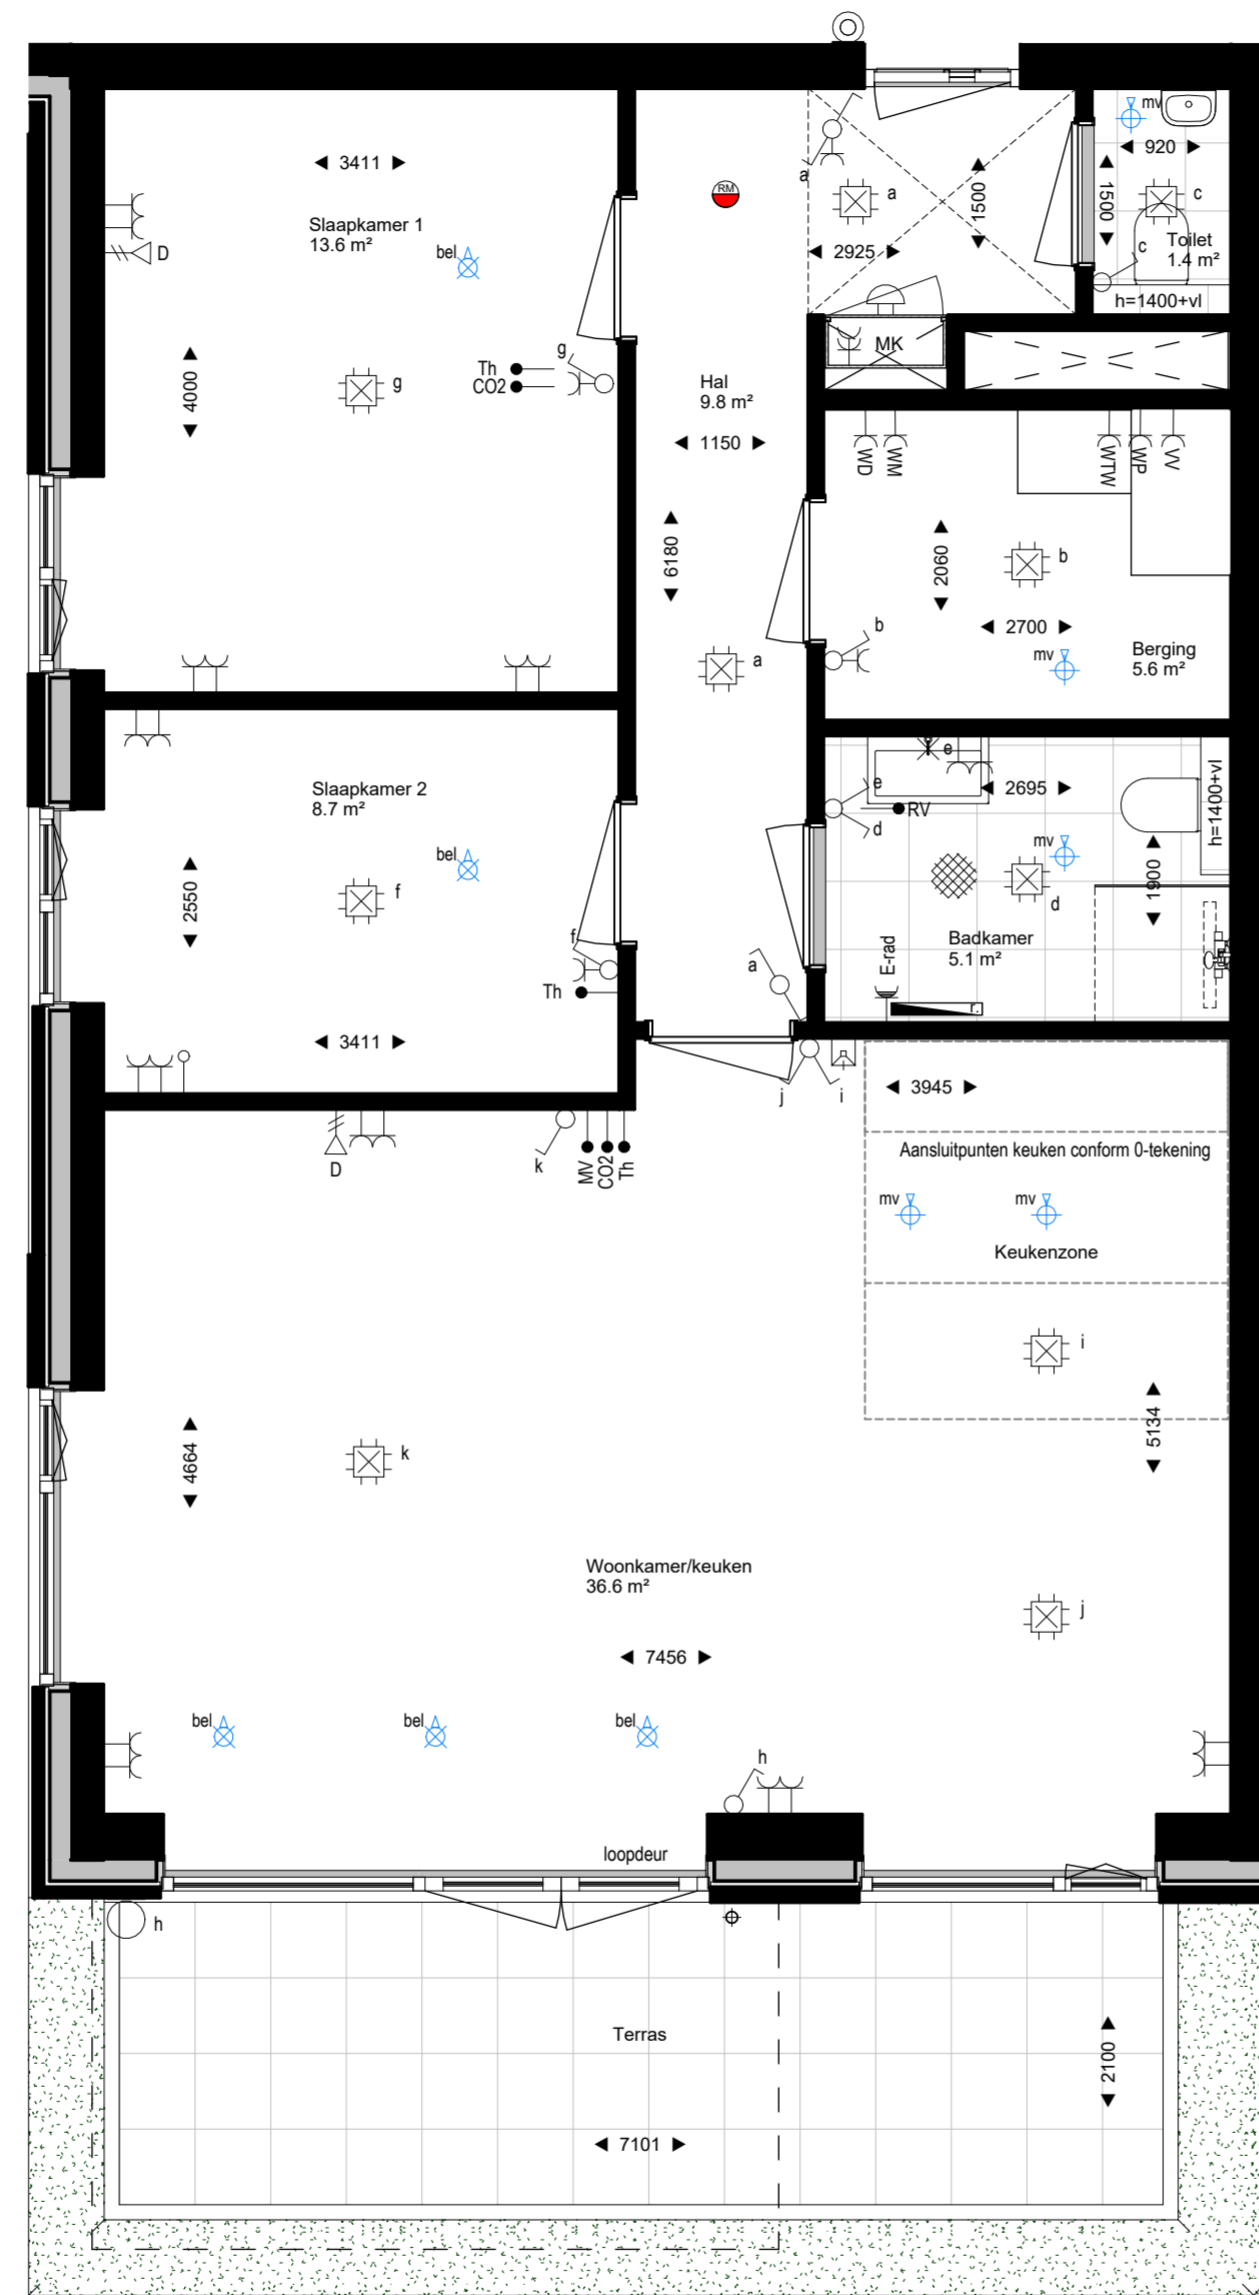 mv
920
3411
RM
a
a
1500
1500
c
Slaapkamer 1
13.6 m²
bel
D
2925
Toilet
1.4 m²
c
h=1400+vl
MK
g
Th
CO2
g
4000
Hal
9.8 m²
1150
WD
WM
WTW
WP
VV
6180
2060
b
2700
b
mv
Berging
5.6 m²
a
Slaapkamer 2
8.7 m²
bel
e
e
d
RV
2695
h=1400+vl
mv
1900
d
2550
f
f
Th
a
E-rad
Badkamer
5.1 m²
r.
3411
j
i
3945
D
k
MV
CO2
Th
Aansluitpunten keuken conform 0-tekening
mv
mv
Keukenzone
i
5134
4664
k
Woonkamer/keuken
36.6 m²
j
7456
bel
bel
bel
h
loopdeur
h
Terras
2100
7101